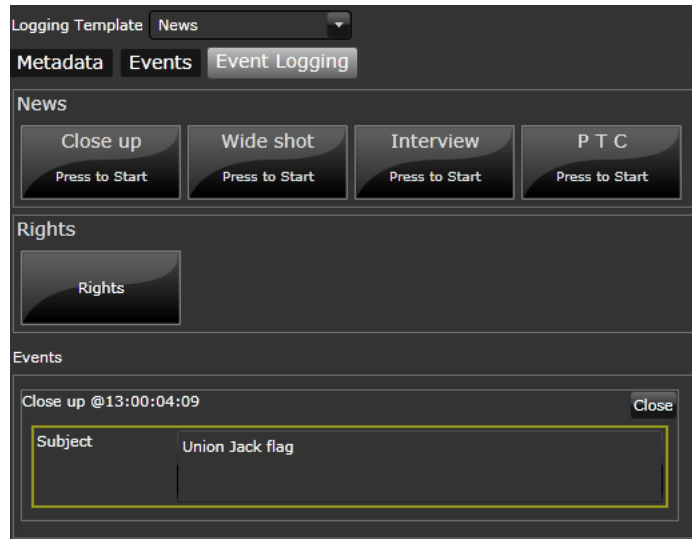 Logging Template News
Metadata Events Event Logging
News
Close up Wide shot Interview P T C
Press to Start Press to Start Press to Start Press to Start
Rights
Rights
Events
Close up @13:00:04:09 Close
Subject Union Jack flag